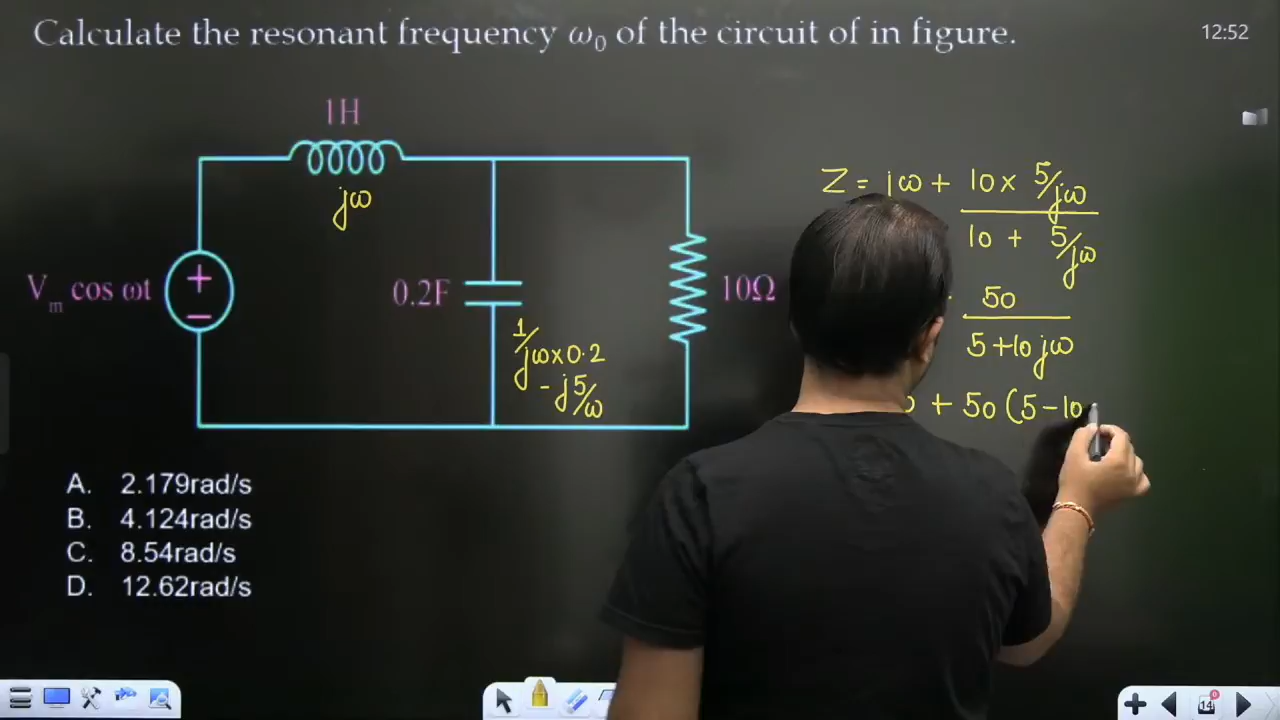 Calculate the resonant frequency ω₀ of the circuit of in figure.
12:52
1H
jω
V_m cos ωt
+
−
0.2F
10Ω
1/jω×0.2
-j5/ω
Z = jω + 10× 5/jω
10 + 5/jω
50
5+10jω
+ 50 (5-10
A. 2.179rad/s
B. 4.124rad/s
C. 8.54rad/s
D. 12.62rad/s
14